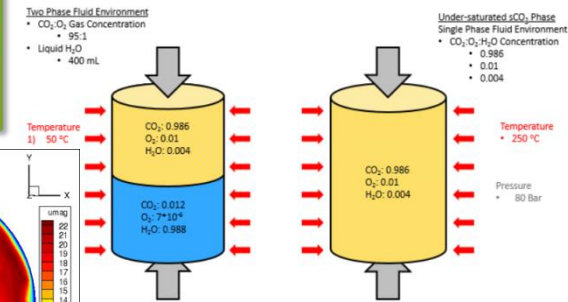 Two Phase Fluid Environment
• CO₂:O₂ Gas Concentration
• 95:1
• Liquid H₂O
• 400 mL
Temperature
1) 50 °C
CO₂: 0.986
O₂: 0.01
H₂O: 0.004
CO₂: 0.012
O₂: 7*10⁻⁶
H₂O: 0.988
Under-saturated sCO₂ Phase
Single Phase Fluid Environment
• CO₂:O₂:H₂O Concentration
• 0.986
• 0.01
• 0.004
CO₂: 0.986
O₂: 0.01
H₂O: 0.004
Temperature
• 250 °C
Pressure
• 80 Bar
Y
X
umag
22
21
20
19
18
17
16
15
14